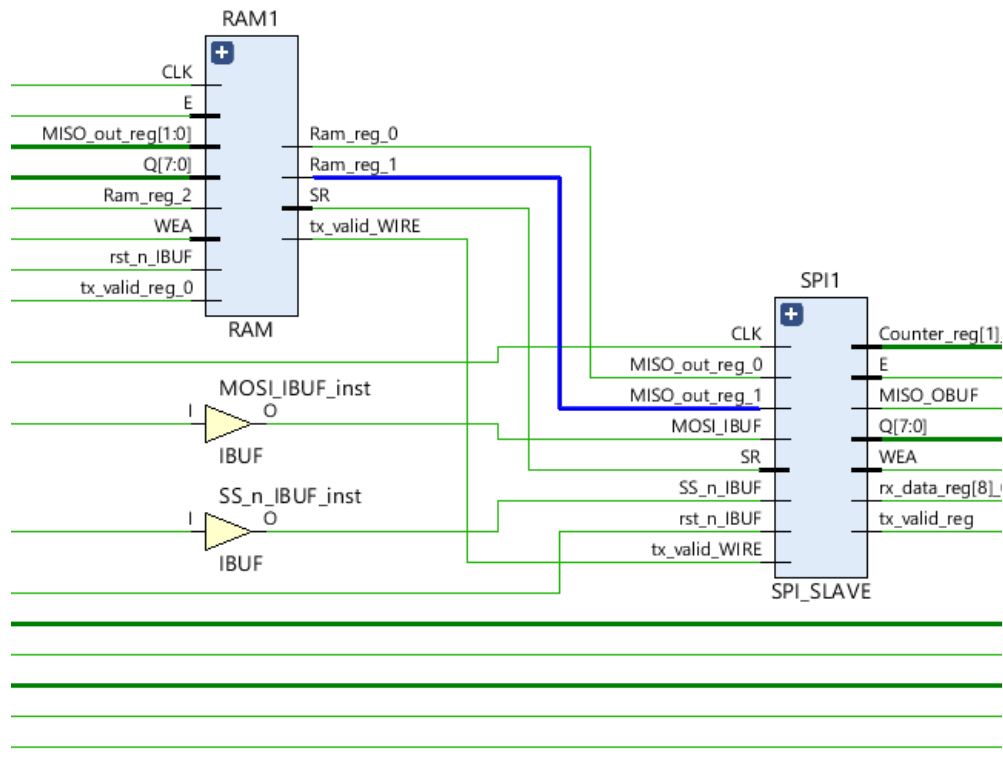 RAM1
CLK
E
MISO_out_reg[1:0]
Q[7:0]
Ram_reg_2
WEA
rst_n_IBUF
tx_valid_reg_0
Ram_reg_0
Ram_reg_1
SR
tx_valid_WIRE
RAM
MOSI_IBUF_inst
I
O
IBUF
SS_n_IBUF_inst
I
O
IBUF
SPI1
CLK
MISO_out_reg_0
MISO_out_reg_1
MOSI_IBUF
SR
SS_n_IBUF
rst_n_IBUF
tx_valid_WIRE
Counter_reg[1]_
E
MISO_OBUF
Q[7:0]
WEA
rx_data_reg[8]_
tx_valid_reg
SPI_SLAVE